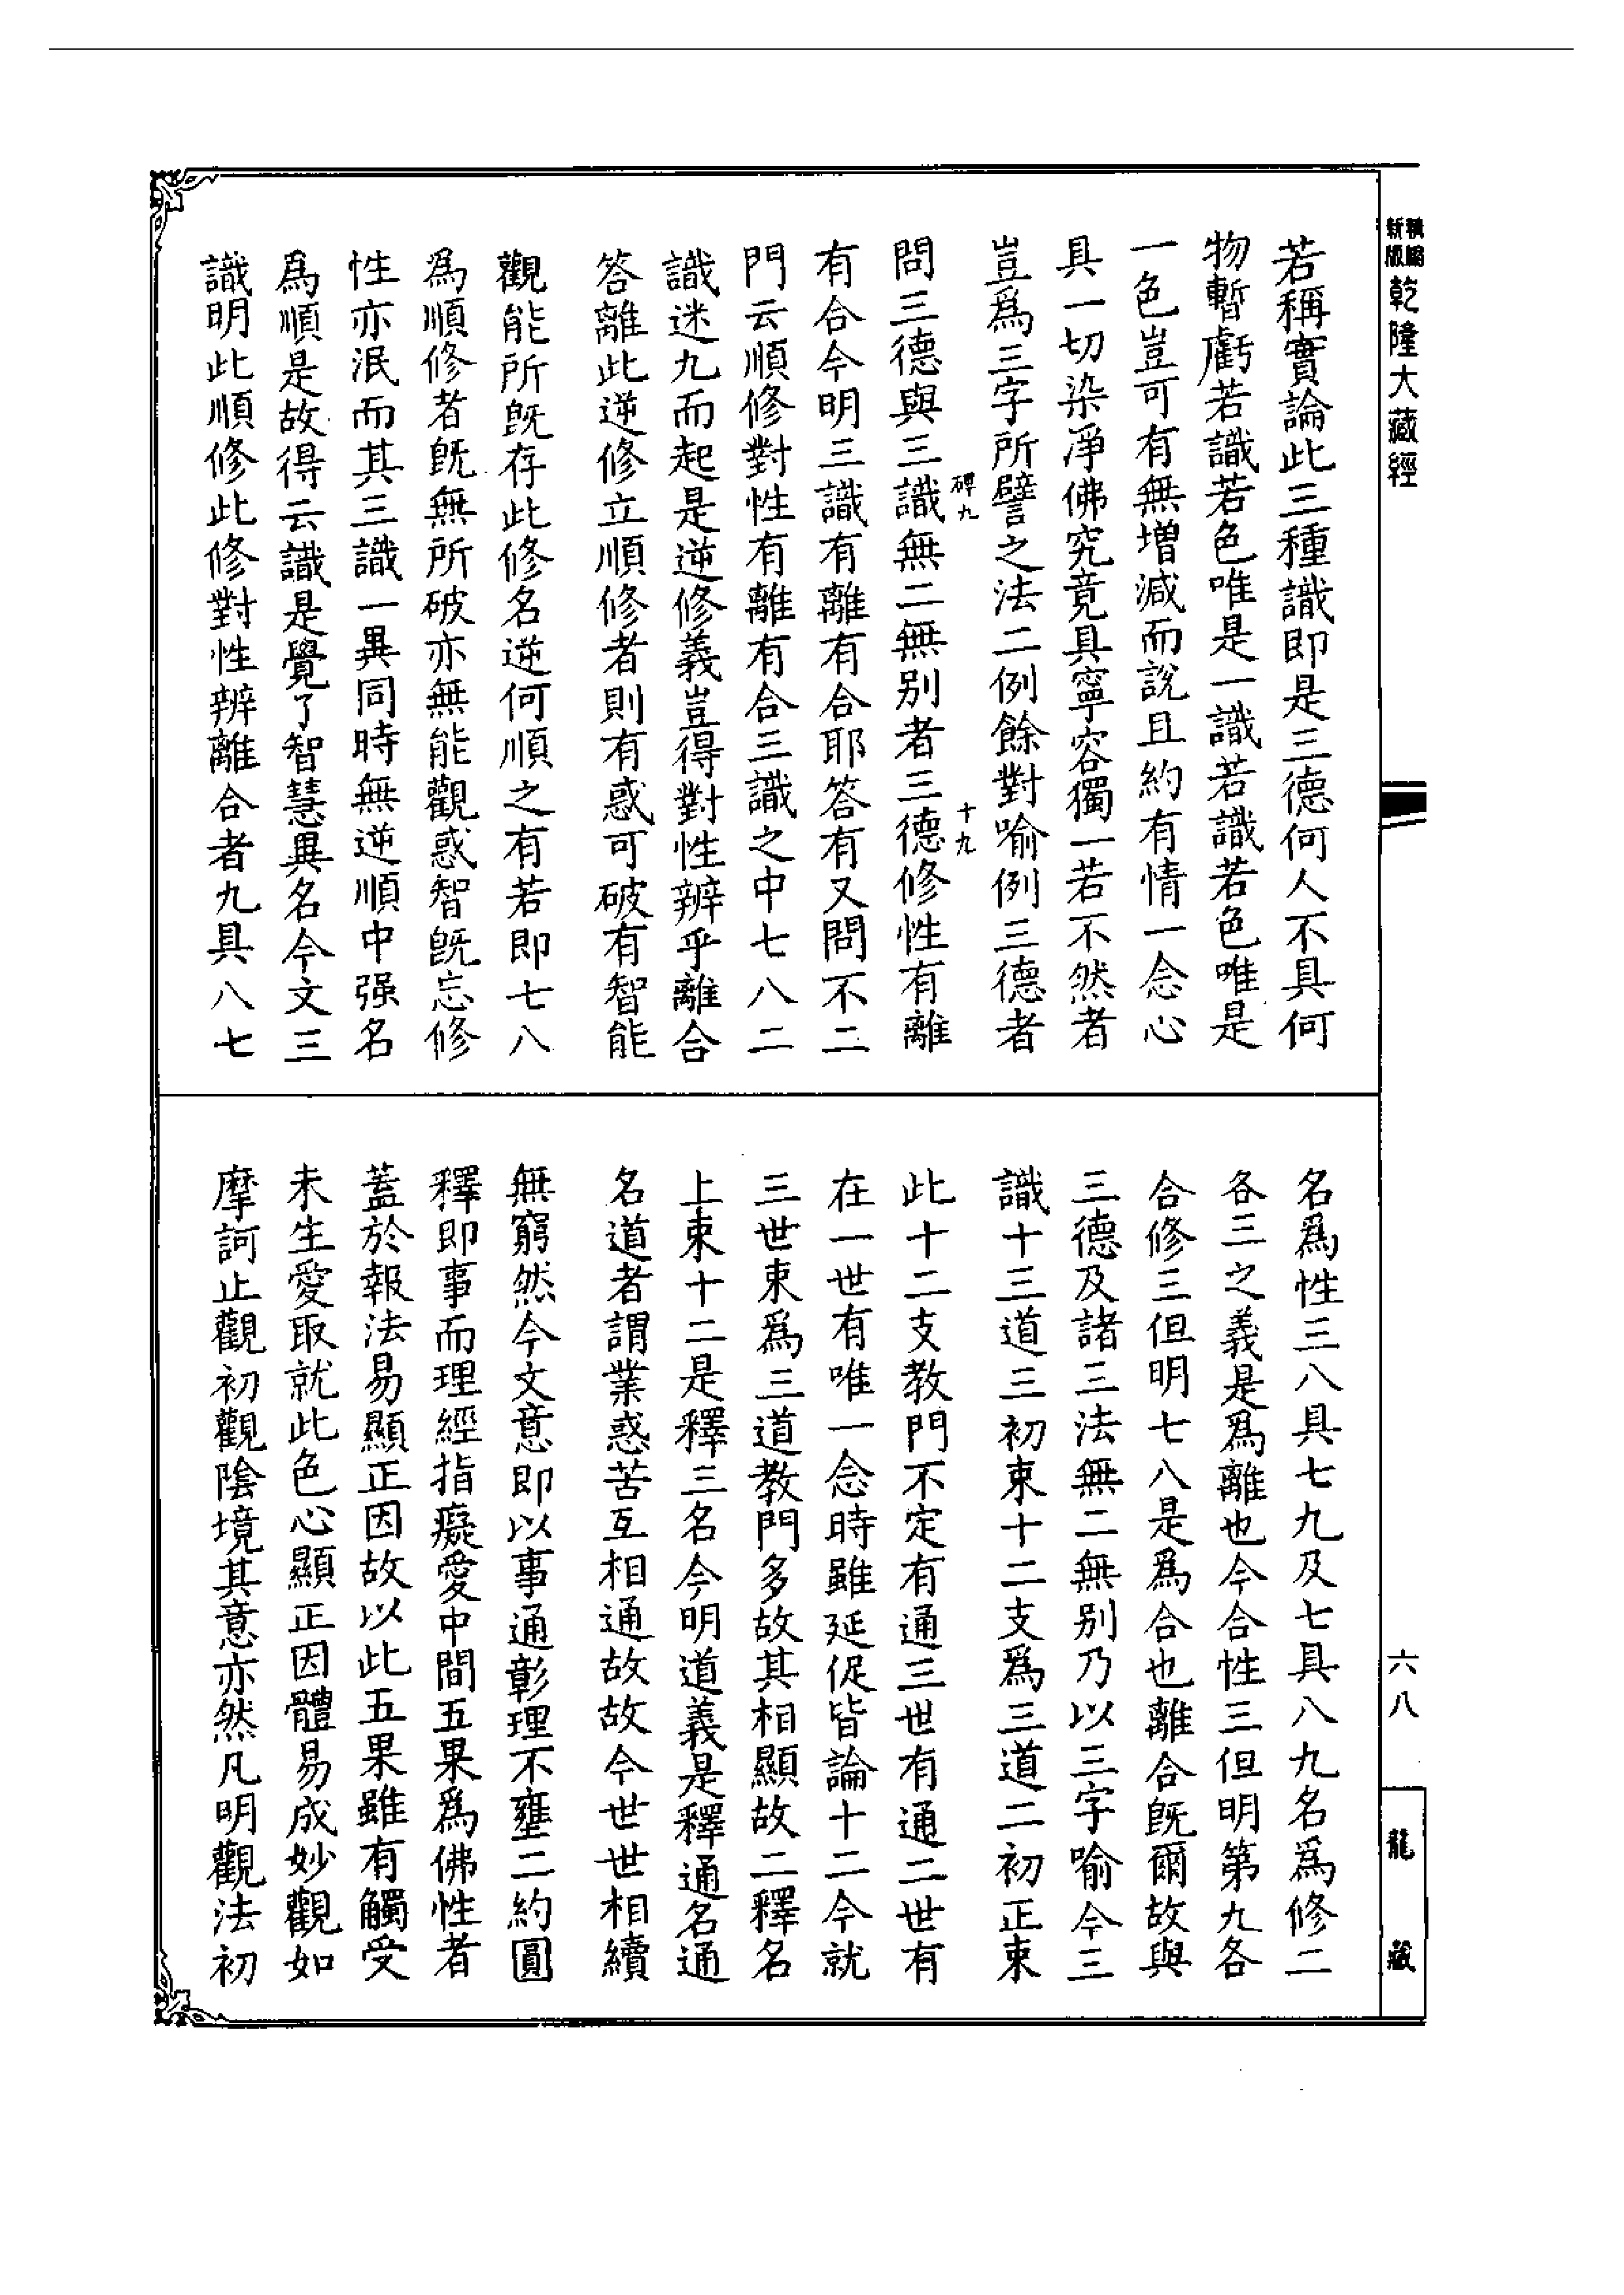 新版
精縮
乾隆大藏經
若稱實論此三種識即是三德何人不具何
物暫虧若識若色唯是一識若識若色唯是
一色豈可有無增減而說且約有情一念心
具一切染淨佛究竟具寧容獨一若不然者
豈爲三字所譬之法二例餘對喻例三德者
碑九
十九
問三德與三識無二無別者三德修性有離
有合今明三識有離有合耶答有又問不二
門云順修對性有離有合三識之中七八二
識迷九而起是逆修義豈得對性辨乎離合
答離此逆修立順修者則有惑可破有智能
觀能所既存此修名逆何順之有若即七八
為順修者既無所破亦無能觀惑智既忘修
性亦泯而其三識一異同時無逆順中强名
爲順是故得云識是覺了智慧異名今文三
識明此順修此修對性辨離合者九具八七
名爲性三八具七九及七具八九名爲修二
各三之義是爲離也今合性三但明第九各
合修三但明七八是爲合也離合既爾故與
三德及諸三法無二無别乃以三字喻今三
識十三道三初束十二支爲三道二初正束
此十二支教門不定有通三世有通二世有
在一世有唯一念時雖延促皆論十二今就
三世束爲三道教門多故其相顯故二釋名
上束十二是釋三名今明道義是釋通名通
名道者謂業惑苦互相通故故今世世相續
無窮然今文意即以事通彰理不壅二約圓
釋即事而理經指癡愛中間五果爲佛性者
蓋於報法易顯正因故以此五果雖有觸受
未生愛取就此色心顯正因體易成妙觀如
摩訶止觀初觀陰境其意亦然凡明觀法初
六八
龍藏